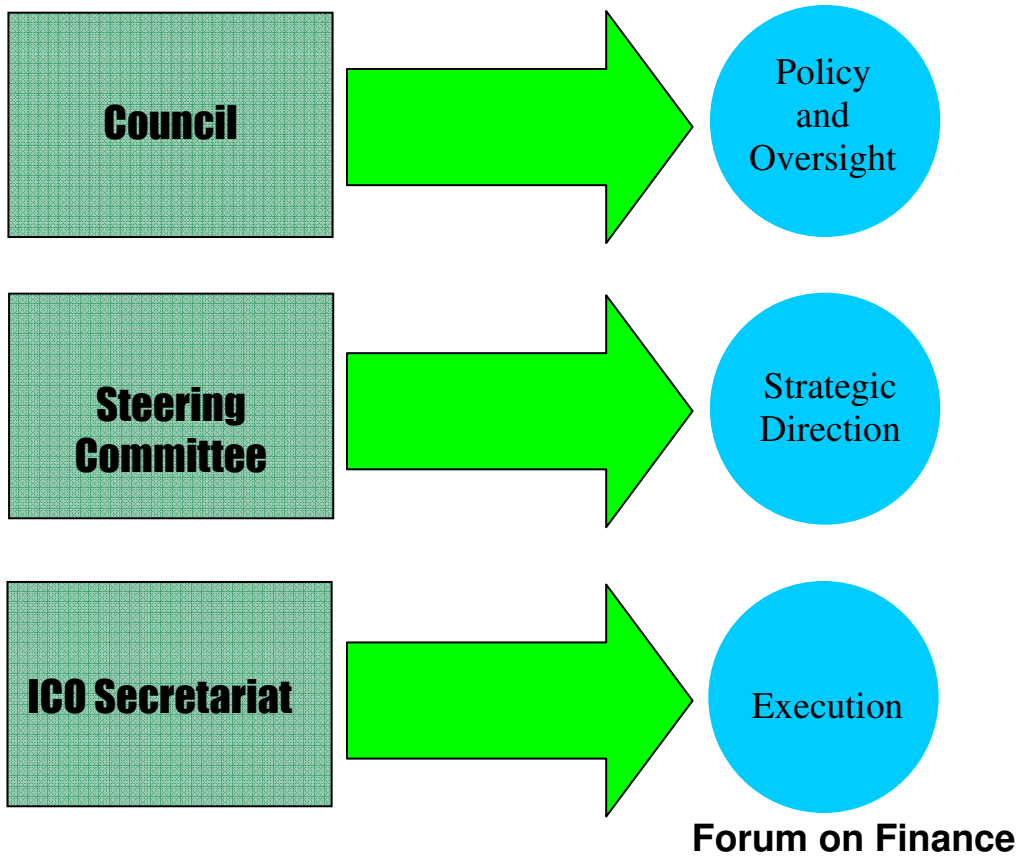 Council
Policy
and
Oversight
Steering
Committee
Strategic
Direction
ICO Secretariat
Execution
Forum on Finance